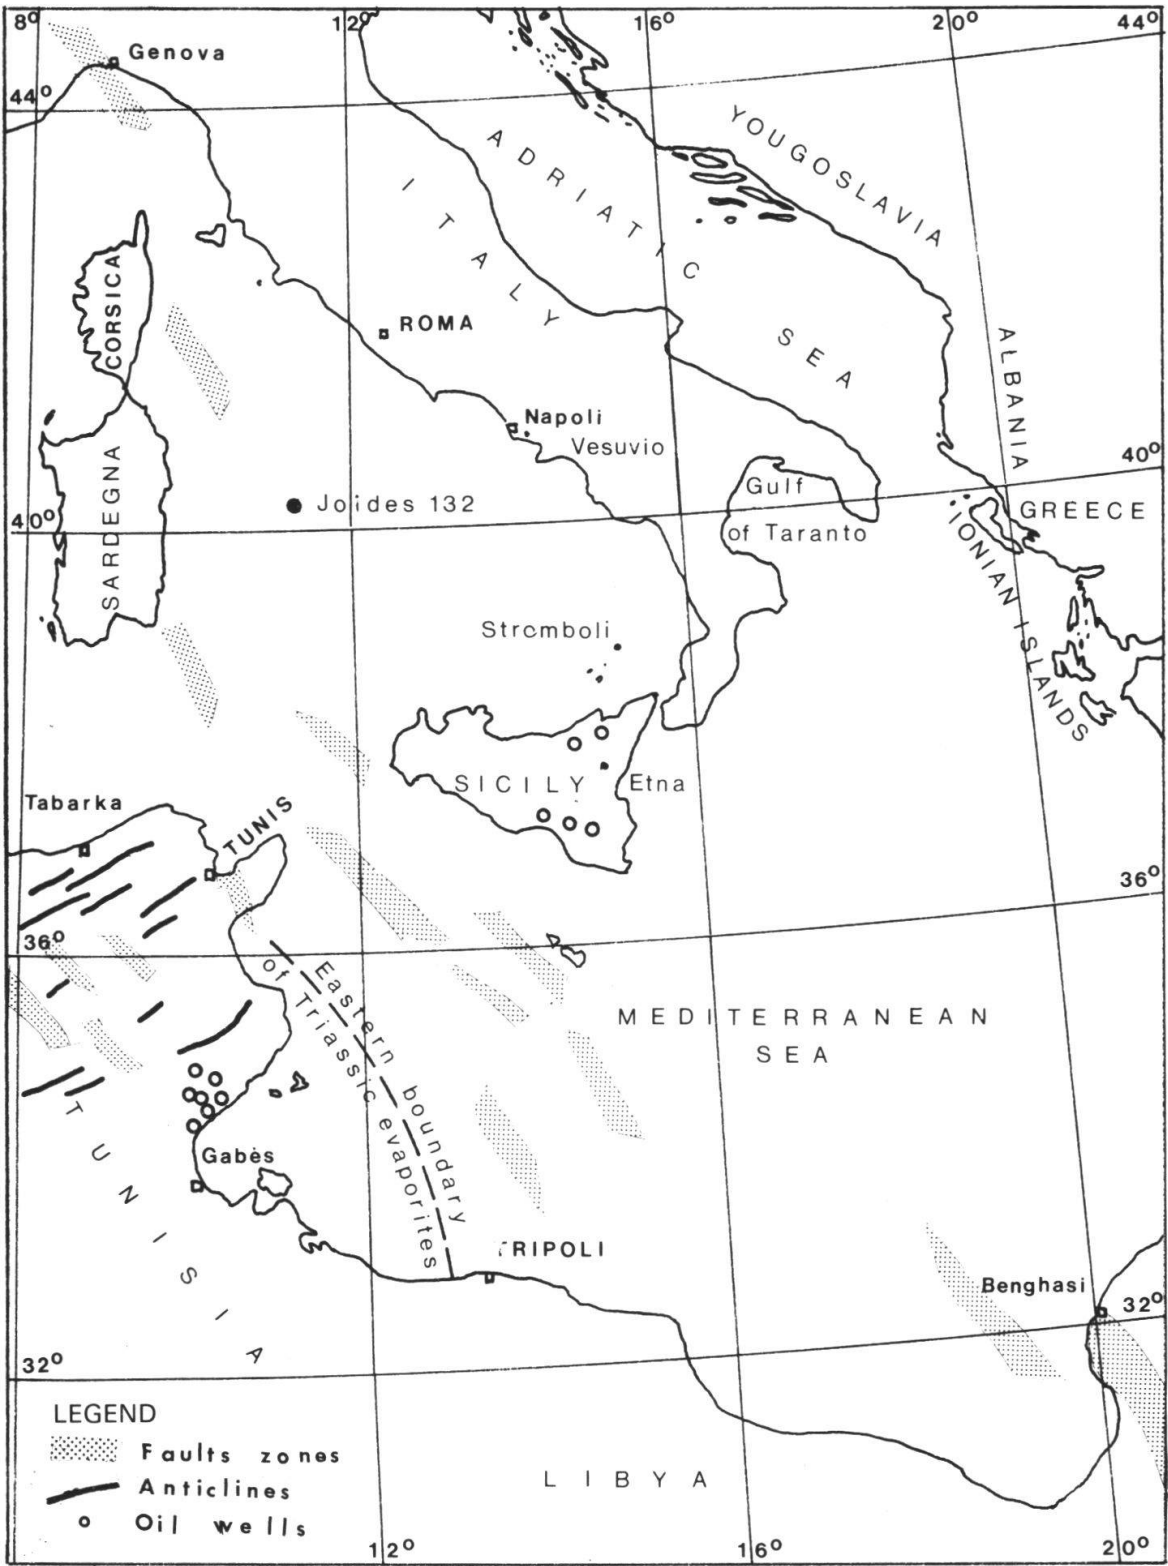 8° 12° 16° 20° 44°
Genova
44°
YOUGOSLAVIA
ADRIATIC
SEA
ITALY
CORSICA
ROMA
ALBANIA
Napoli
Vesuvio
40°
Gulf
of Taranto
SARDEGNA
Joides 132
GREECE
40°
IONIAN ISLANDS
Stromboli
SICILY Etna
Tabarka
TUNIS
36°
36°
Eastern boundary
of Triassic evaporites
MEDITERRANEAN
SEA
TUNISIA
Gabès
TRIPOLI
Benghasi
32°
32°
LEGEND
Faults zones
Anticlines
Oil wells
LIBYA
12° 16° 20°